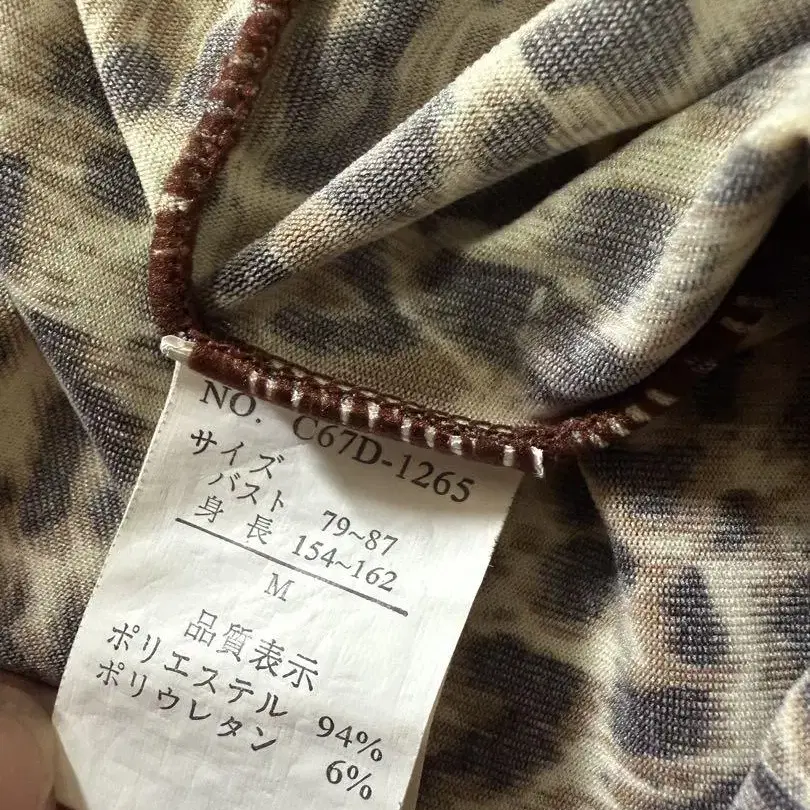 NO. C67D-1265
サイズ
バスト 79~87
身長 154~162
M
品質表示
ポリエステル 94%
ポリウレタン 6%